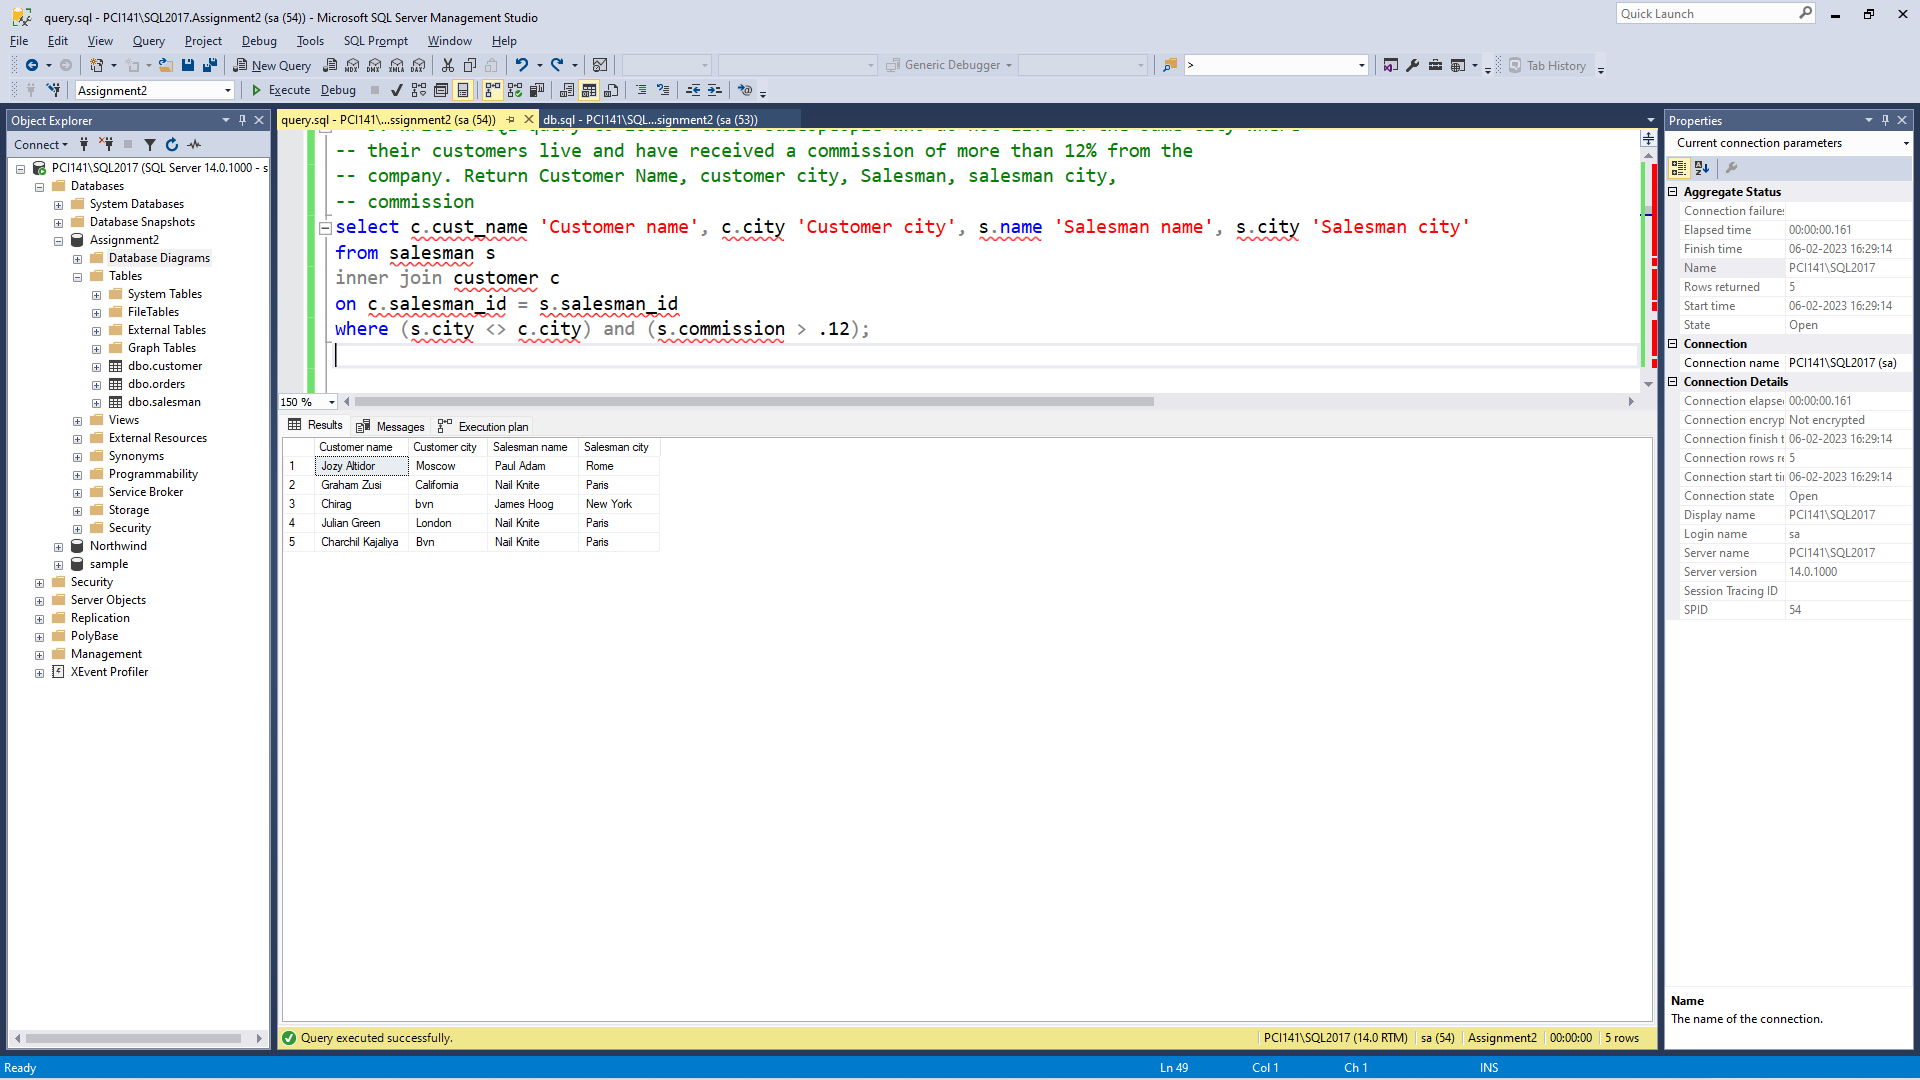 query.sql - PCI141\SQL2017.Assignment2 (sa (54)) - Microsoft SQL Server Management Studio
Quick Launch
File Edit View Query Project Debug Tools SQL Prompt Window Help
New Query
Generic Debugger
>
Tab History
Assignment2
Execute Debug
Object Explorer
Connect
PCI141\SQL2017 (SQL Server 14.0.1000 - s
Databases
System Databases
Database Snapshots
Assignment2
Database Diagrams
Tables
System Tables
FileTables
External Tables
Graph Tables
dbo.customer
dbo.orders
dbo.salesman
Views
External Resources
Synonyms
Programmability
Service Broker
Storage
Security
Northwind
sample
Security
Server Objects
Replication
PolyBase
Management
XEvent Profiler
query.sql - PCI141\...ssignment2 (sa (54))
db.sql - PCI141\SQL...signment2 (sa (53))
-- their customers live and have received a commission of more than 12% from the
-- company. Return Customer Name, customer city, Salesman, salesman city,
-- commission
select c.cust_name 'Customer name', c.city 'Customer city', s.name 'Salesman name', s.city 'Salesman city'
from salesman s
inner join customer c
on c.salesman_id = s.salesman_id
where (s.city <> c.city) and (s.commission > .12);
150 %
Results Messages Execution plan
Customer name Customer city Salesman name Salesman city
1 Jozy Altidor Moscow Paul Adam Rome
2 Graham Zusi California Nail Knite Paris
3 Chirag bvn James Hoog New York
4 Julian Green London Nail Knite Paris
5 Charchil Kajaliya Bvn Nail Knite Paris
Query executed successfully.
PCI141\SQL2017 (14.0 RTM) sa (54) Assignment2 00:00:00 5 rows
Properties
Current connection parameters
Aggregate Status
Connection failures
Elapsed time 00:00:00.161
Finish time 06-02-2023 16:29:14
Name PCI141\SQL2017
Rows returned 5
Start time 06-02-2023 16:29:14
State Open
Connection
Connection name PCI141\SQL2017 (sa)
Connection Details
Connection elapse 00:00:00.161
Connection encryp Not encrypted
Connection finish t 06-02-2023 16:29:14
Connection rows re 5
Connection start ti 06-02-2023 16:29:14
Connection state Open
Display name PCI141\SQL2017
Login name sa
Server name PCI141\SQL2017
Server version 14.0.1000
Session Tracing ID
SPID 54
Name
The name of the connection.
Ready
Ln 49 Col 1 Ch 1 INS